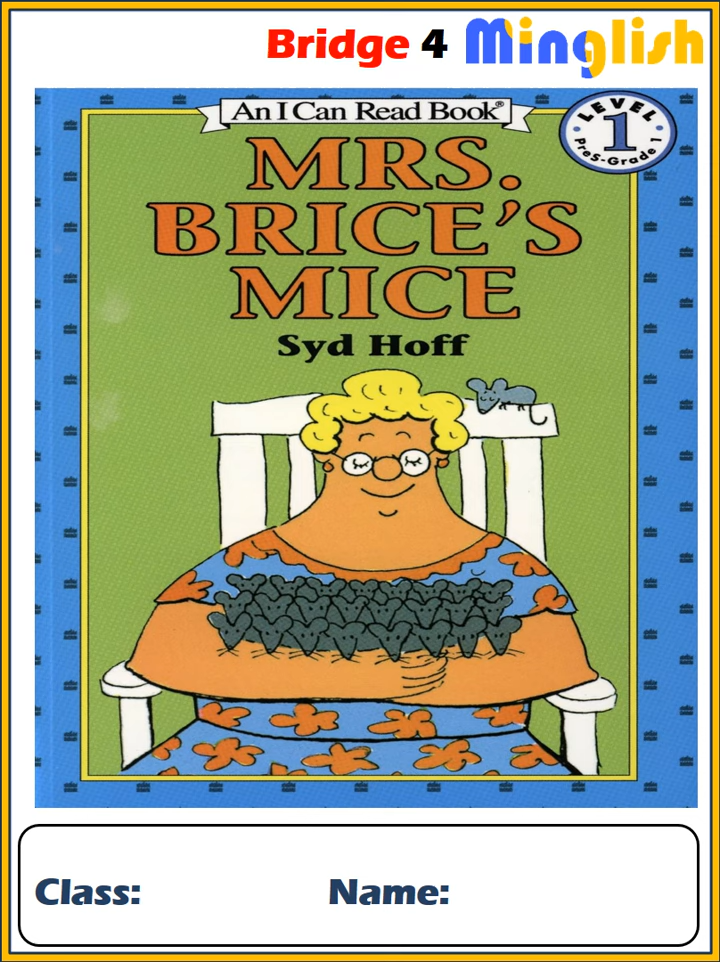 Bridge 4 Minglish
An I Can Read Book®
LEVEL
1
PreS-Grade 1
MRS.
BRICE'S
MICE
Syd Hoff
Class: Name: